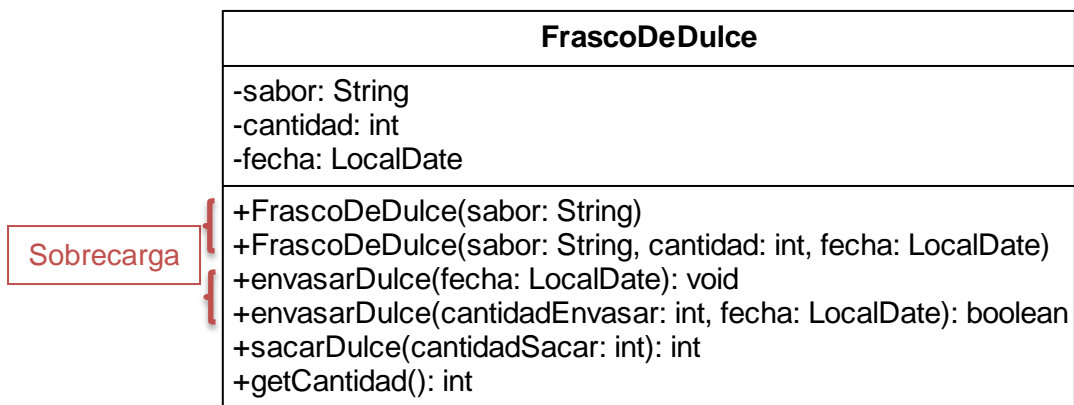 FrascoDeDulce
-sabor: String
-cantidad: int
-fecha: LocalDate
Sobrecarga
+FrascoDeDulce(sabor: String)
+FrascoDeDulce(sabor: String, cantidad: int, fecha: LocalDate)
+envasarDulce(fecha: LocalDate): void
+envasarDulce(cantidadEnvasar: int, fecha: LocalDate): boolean
+sacarDulce(cantidadSacar: int): int
+getCantidad(): int